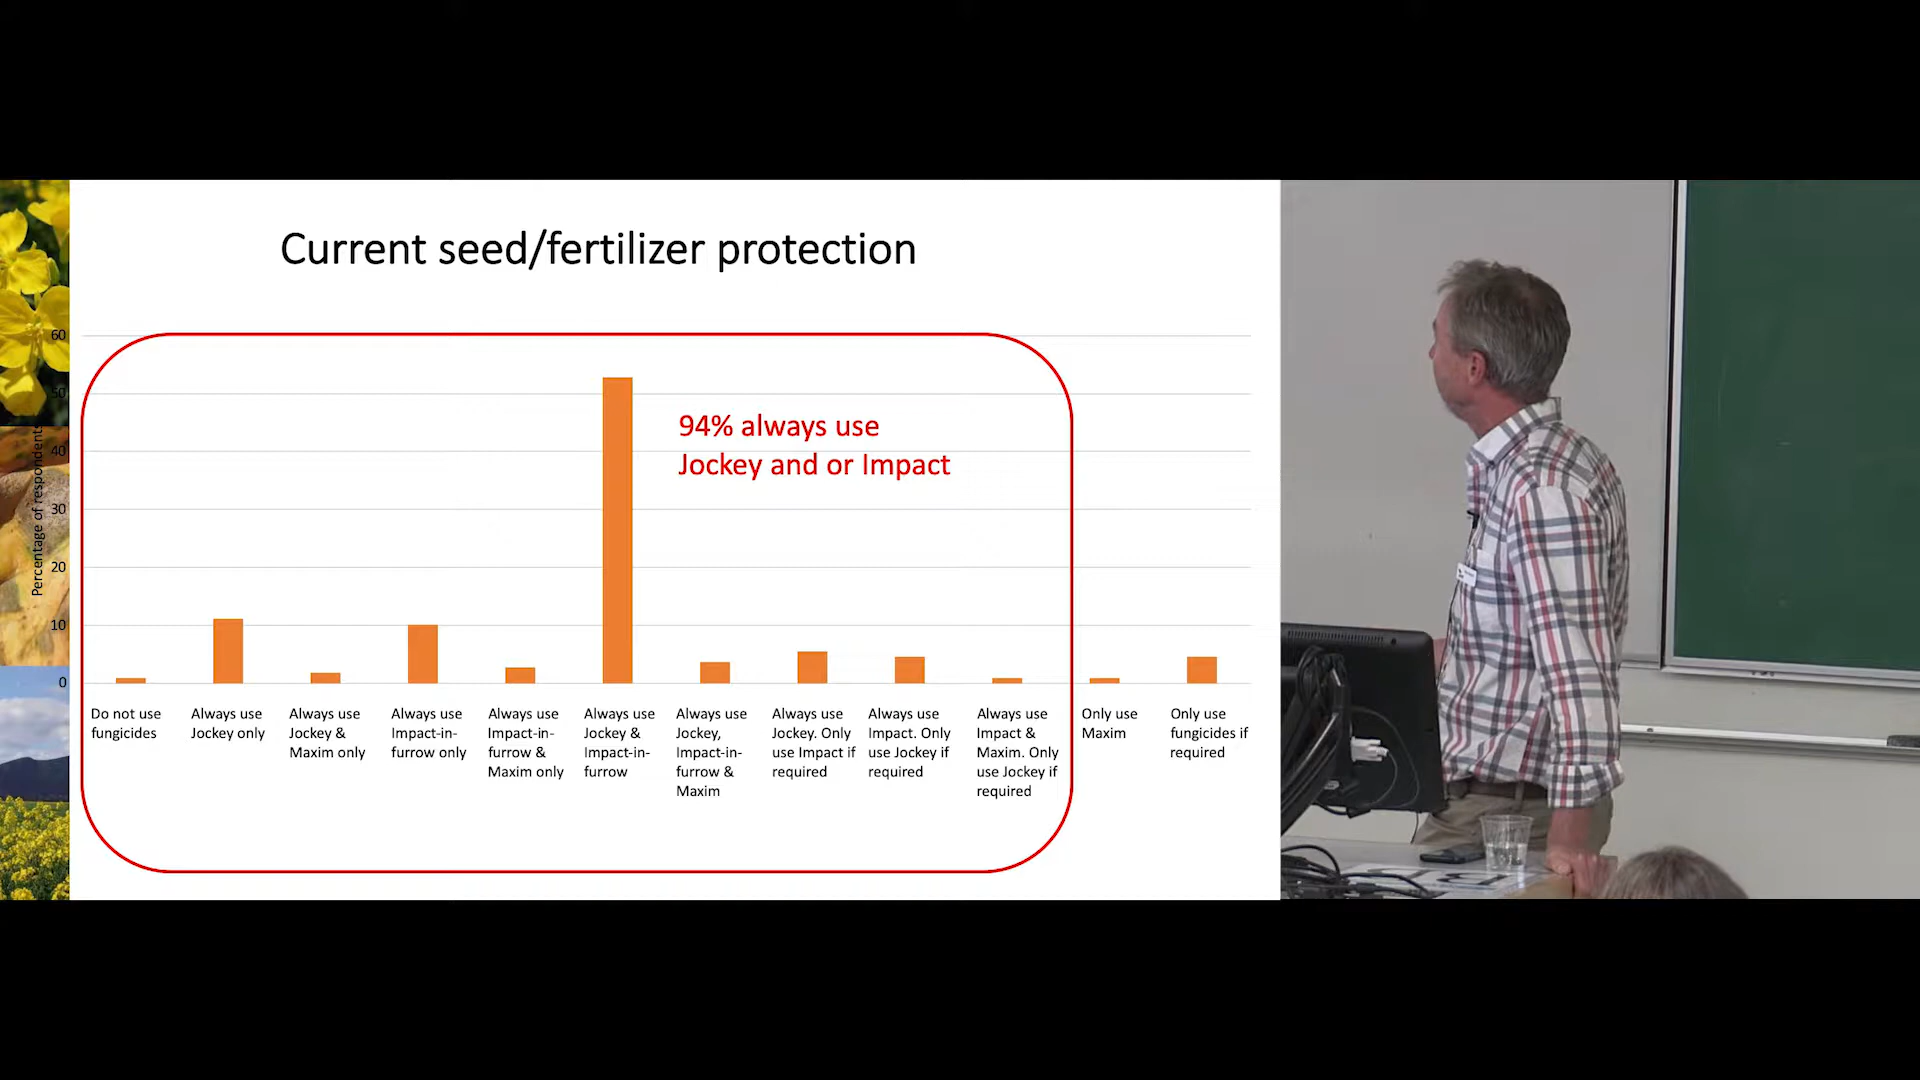 Current seed/fertilizer protection
60
50
40
30
20
10
0
Percentage of respondents
94% always use
Jockey and or Impact
Do not use
fungicides
Always use
Jockey only
Always use
Jockey &
Maxim only
Always use
Impact-in-
furrow only
Always use
Impact-in-
furrow &
Maxim only
Always use
Jockey &
Impact-in-
furrow
Always use
Jockey,
Impact-in-
furrow &
Maxim
Always use
Jockey. Only
use Impact if
required
Always use
Impact. Only
use Jockey if
required
Always use
Impact &
Maxim. Only
use Jockey if
required
Only use
Maxim
Only use
fungicides if
required